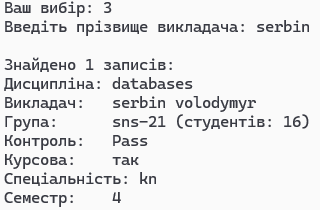 Ваш вибір: 3
Введіть прізвище викладача: serbin
Знайдено 1 записів:
Дисципліна: databases
Викладач: serbin volodymyr
Група: sns-21 (студентів: 16)
Контроль: Pass
Курсова: так
Спеціальність: kn
Семестр: 4